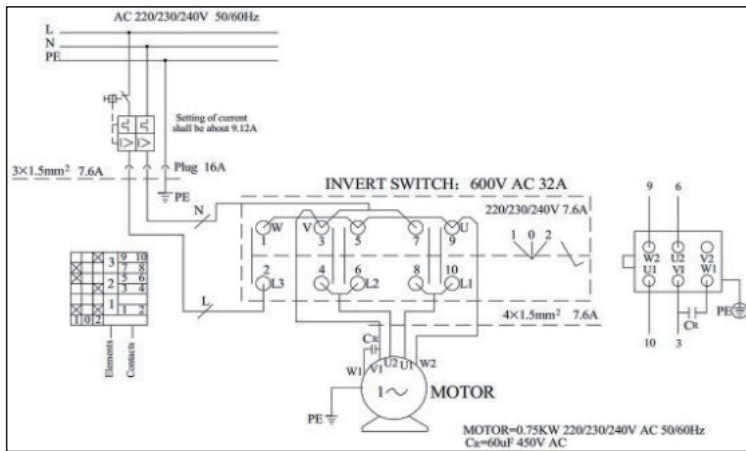 AC 220/230/240V 50/60Hz
L
N
PE
Setting of current
shall be about 9.12A
Plug 16A
3×1.5mm² 7.6A
PE
N
L
INVERT SWITCH: 600V AC 32A
220/230/240V 7.6A
W V U
1 3 5 7 9
1 0 2
2 L3 4 6 L2 8 10 L1
4×1.5mm² 7.6A
3 9 10
7 8
2 5 6
3 4
1 1 2
1 0 2
Elements
Contacts
CR
W1 V1 U2 U1 W2
1
MOTOR
PE
9 6
W2 U2 V2
U1 V1 W1
CR
PE
10 3
MOTOR=0.75KW 220/230/240V AC 50/60Hz
CR=60uF 450V AC